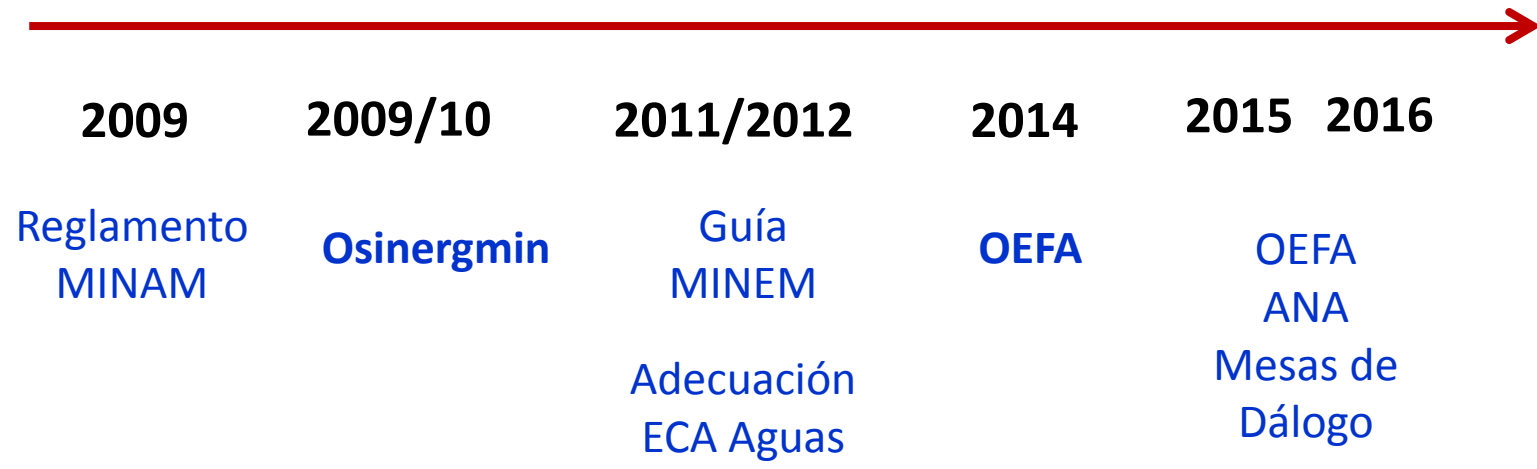 2009 2009/10 2011/2012 2014 2015 2016
Reglamento
MINAM
Osinergmin
Guía
MINEM
Adecuación
ECA Aguas
OEFA
OEFA
ANA
Mesas de
Dálogo